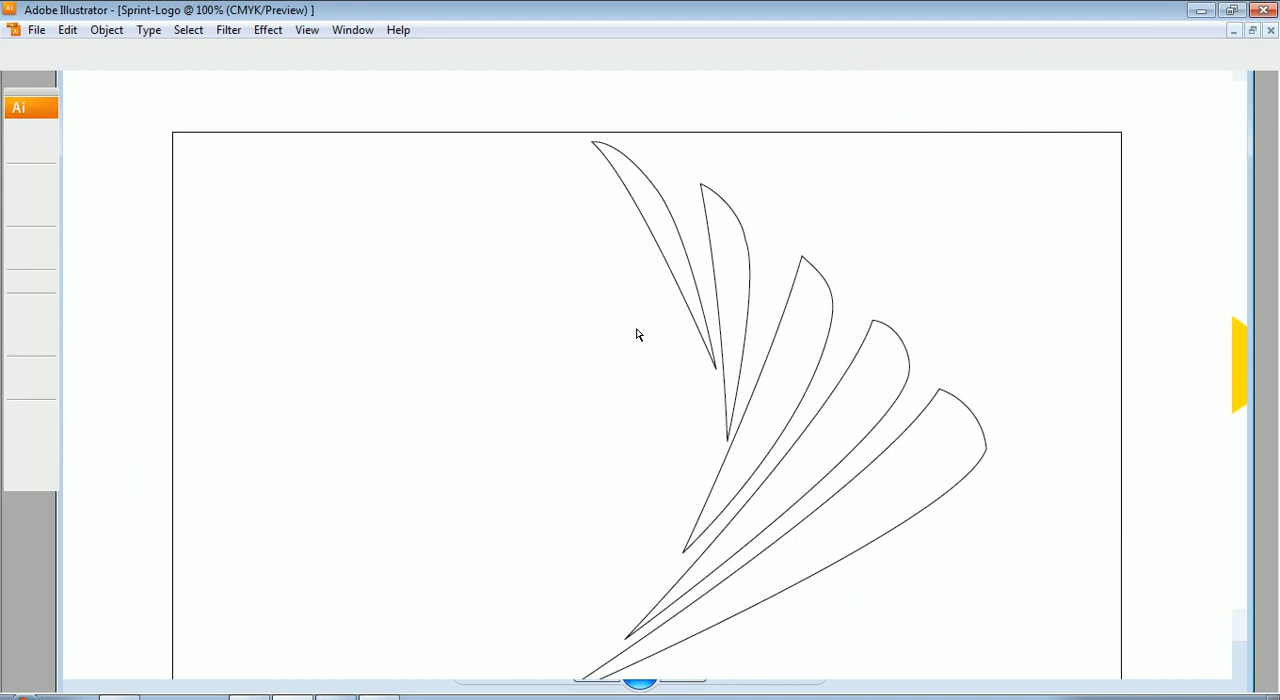 Adobe Illustrator - [Sprint-Logo @ 100% (CMYK/Preview) ]
File Edit Object Type Select Filter Effect View Window Help
Ai